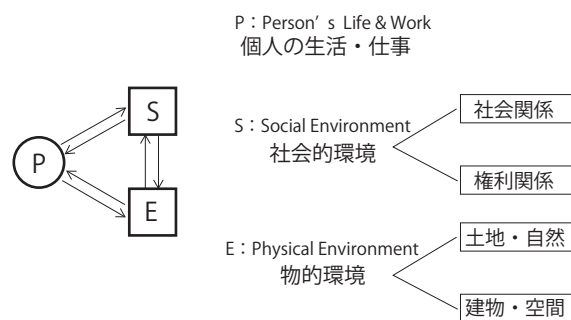 P：Person's Life & Work
個人の生活・仕事
P
S
E
S：Social Environment
社会的環境
社会関係
権利関係
E：Physical Environment
物的環境
土地・自然
建物・空間